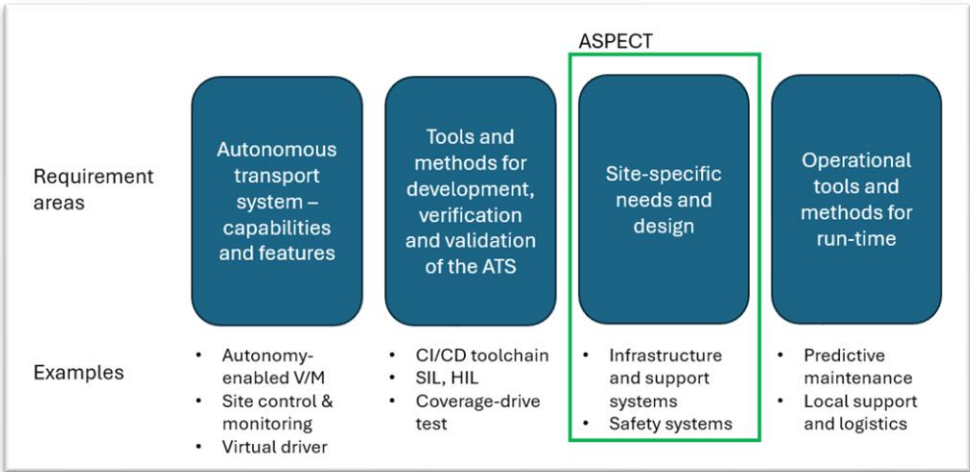 ASPECT
Requirement
areas
Autonomous
transport
system –
capabilities
and features
Tools and
methods for
development,
verification
and validation
of the ATS
Site-specific
needs and
design
Operational
tools and
methods for
run-time
Examples
• Autonomy-
enabled V/M
• Site control &
monitoring
• Virtual driver
• CI/CD toolchain
• SIL, HIL
• Coverage-drive
test
• Infrastructure
and support
systems
• Safety systems
• Predictive
maintenance
• Local support
and logistics